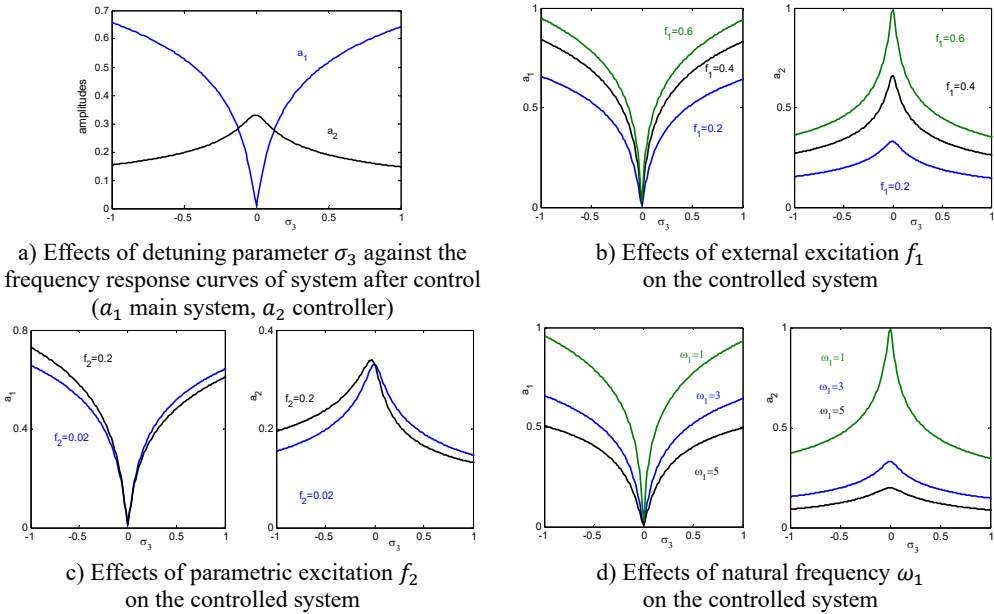 0.7
0.6
0.5
0.4
0.3
0.2
0.1
0
amplitudes
a1
a2
-1 -0.5 0 0.5 1
σ3
a) Effects of detuning parameter σ3 against the
frequency response curves of system after control
(a1 main system, a2 controller)
1
0.5
0
a1
f1=0.6
f1=0.4
f1=0.2
-1 -0.5 0 0.5 1
σ3
1
0.5
0
a2
f1=0.6
f1=0.4
f1=0.2
-1 -0.5 0 0.5 1
σ3
b) Effects of external excitation f1
on the controlled system
0.8
0.4
0
a1
f2=0.2
f2=0.02
-1 -0.5 0 0.5 1
σ3
0.4
0.2
0
a2
f2=0.2
f2=0.02
-1 -0.5 0 0.5 1
σ3
c) Effects of parametric excitation f2
on the controlled system
1
0.5
0
a1
ω1=1
ω1=3
ω1=5
-1 -0.5 0 0.5 1
σ3
1
0.5
0
a2
ω1=1
ω1=3
ω1=5
-1 -0.5 0 0.5 1
σ3
d) Effects of natural frequency ω1
on the controlled system